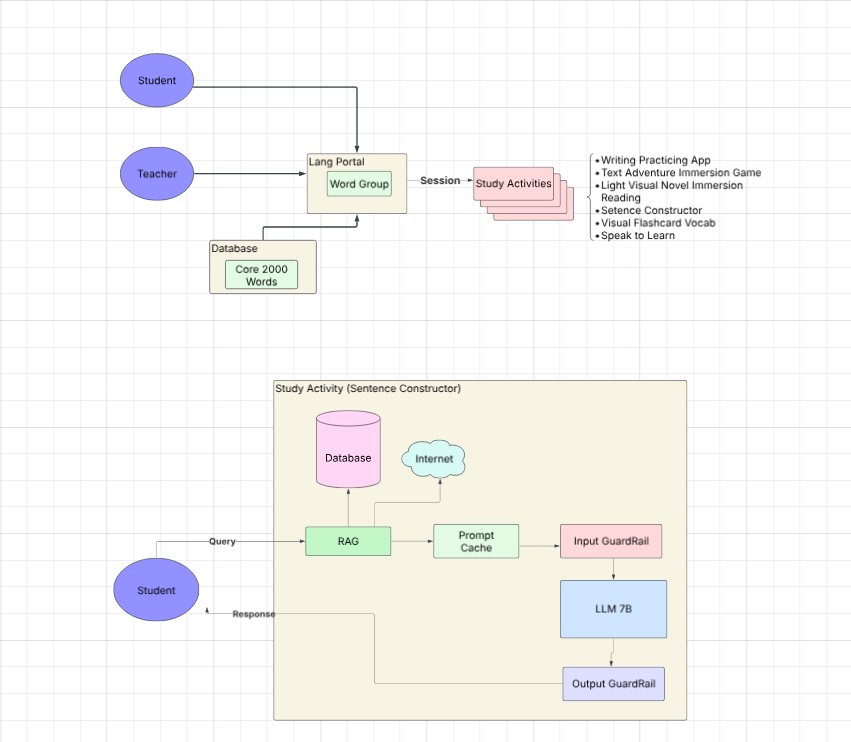 Student
Teacher
Lang Portal
Word Group
Session
Study Activities
Writing Practicing App
Text Adventure Immersion Game
Light Visual Novel Immersion
Reading
Setence Constructor
Visual Flashcard Vocab
Speak to Learn
Database
Core 2000
Words
Study Activity (Sentence Constructor)
Database
Internet
Query
RAG
Prompt
Cache
Input GuardRail
Student
LLM 7B
Response
Output GuardRail